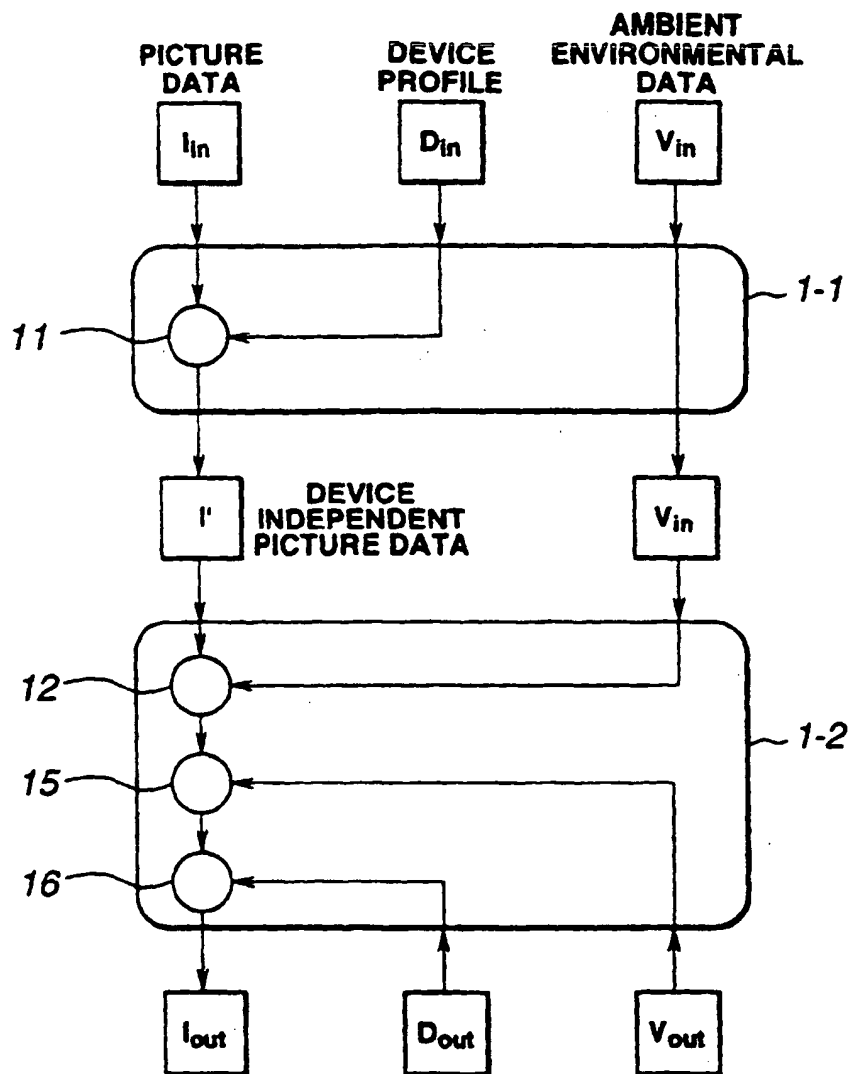 PICTURE
DATA
DEVICE
PROFILE
AMBIENT
ENVIRONMENTAL
DATA
Iin
Din
Vin
1-1
11
I'
DEVICE
INDEPENDENT
PICTURE DATA
Vin
12
1-2
15
16
Iout
Dout
Vout